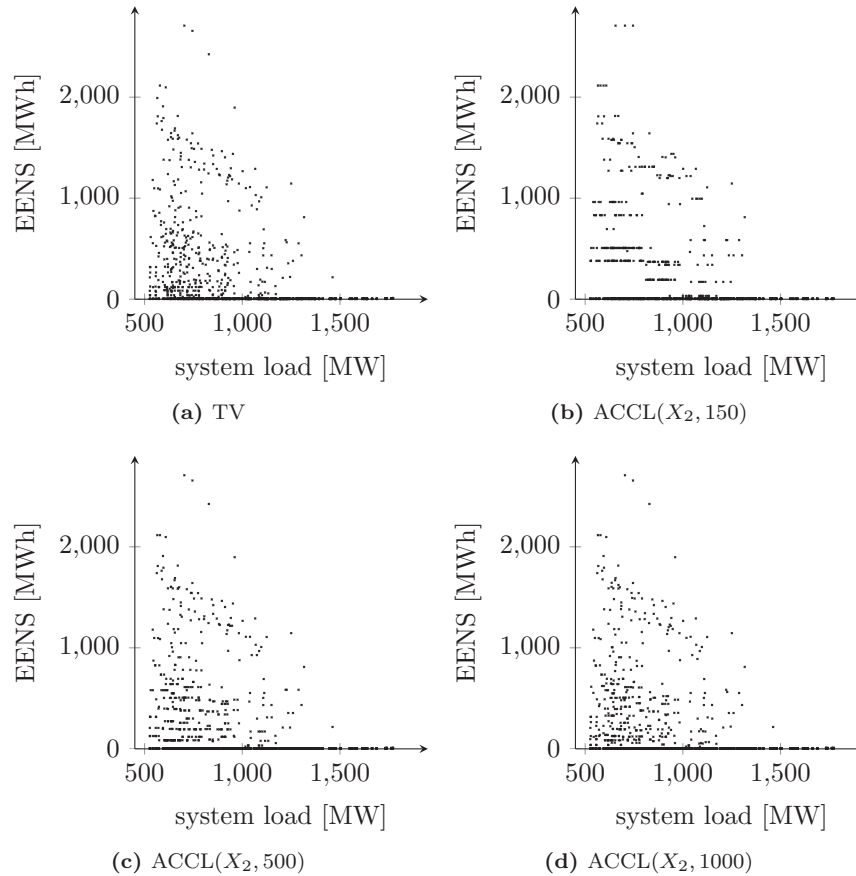 EENS [MWh]
2,000
1,000
0
500
1,000
1,500
system load [MW]
(a) TV
EENS [MWh]
2,000
1,000
0
500
1,000
1,500
system load [MW]
(b) ACCL(X₂, 150)
EENS [MWh]
2,000
1,000
0
500
1,000
1,500
system load [MW]
(c) ACCL(X₂, 500)
EENS [MWh]
2,000
1,000
0
500
1,000
1,500
system load [MW]
(d) ACCL(X₂, 1000)